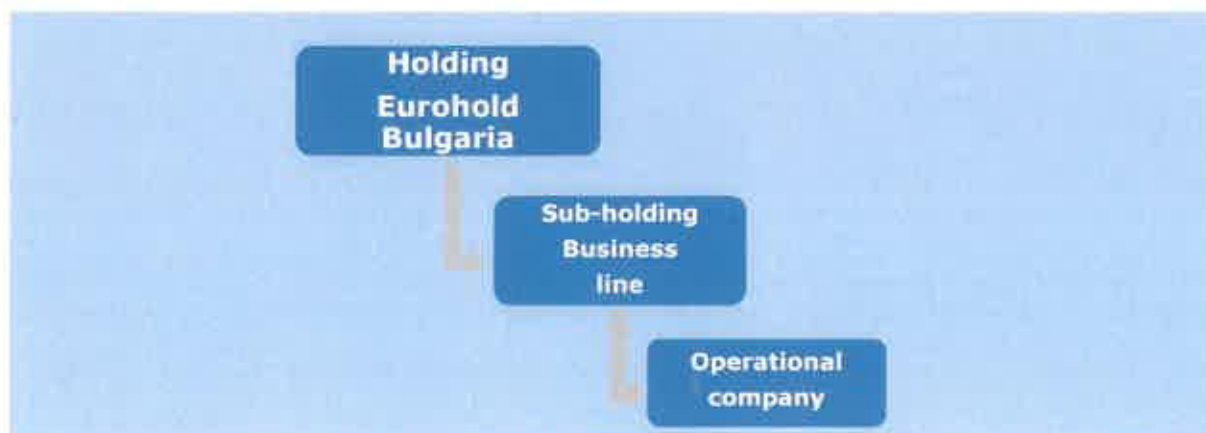 Holding
Eurohold
Bulgaria
Sub-holding
Business
line
Operational
company